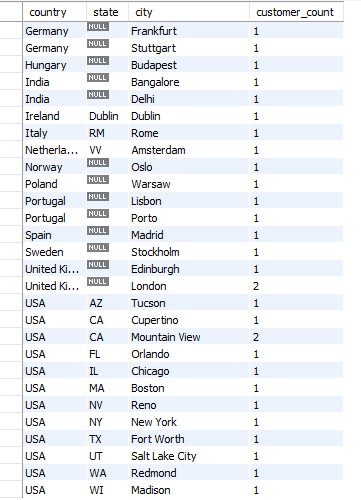 country state city customer_count
Germany NULL Frankfurt 1
Germany NULL Stuttgart 1
Hungary NULL Budapest 1
India NULL Bangalore 1
India NULL Delhi 1
Ireland Dublin Dublin 1
Italy RM Rome 1
Netherla... VV Amsterdam 1
Norway NULL Oslo 1
Poland NULL Warsaw 1
Portugal NULL Lisbon 1
Portugal NULL Porto 1
Spain NULL Madrid 1
Sweden NULL Stockholm 1
United Ki... NULL Edinburgh 1
United Ki... NULL London 2
USA AZ Tucson 1
USA CA Cupertino 1
USA CA Mountain View 2
USA FL Orlando 1
USA IL Chicago 1
USA MA Boston 1
USA NV Reno 1
USA NY New York 1
USA TX Fort Worth 1
USA UT Salt Lake City 1
USA WA Redmond 1
USA WI Madison 1